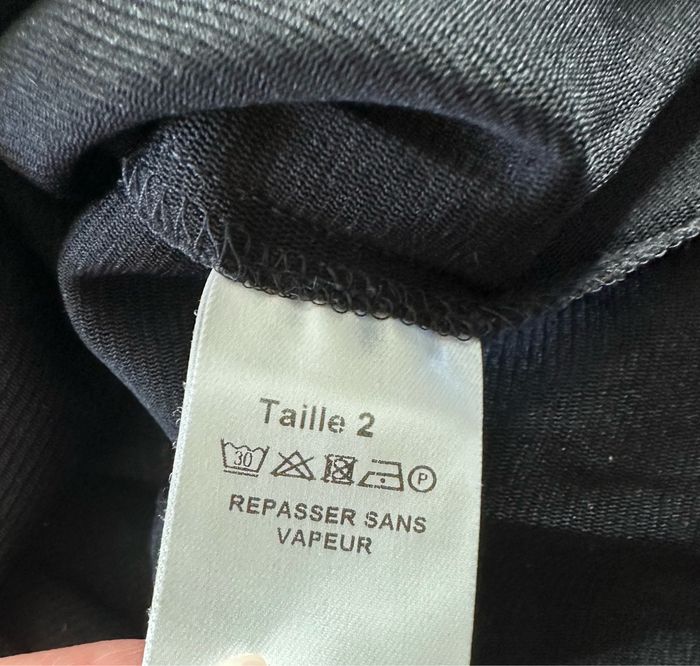 Taille 2
30 P
REPASSER SANS
VAPEUR